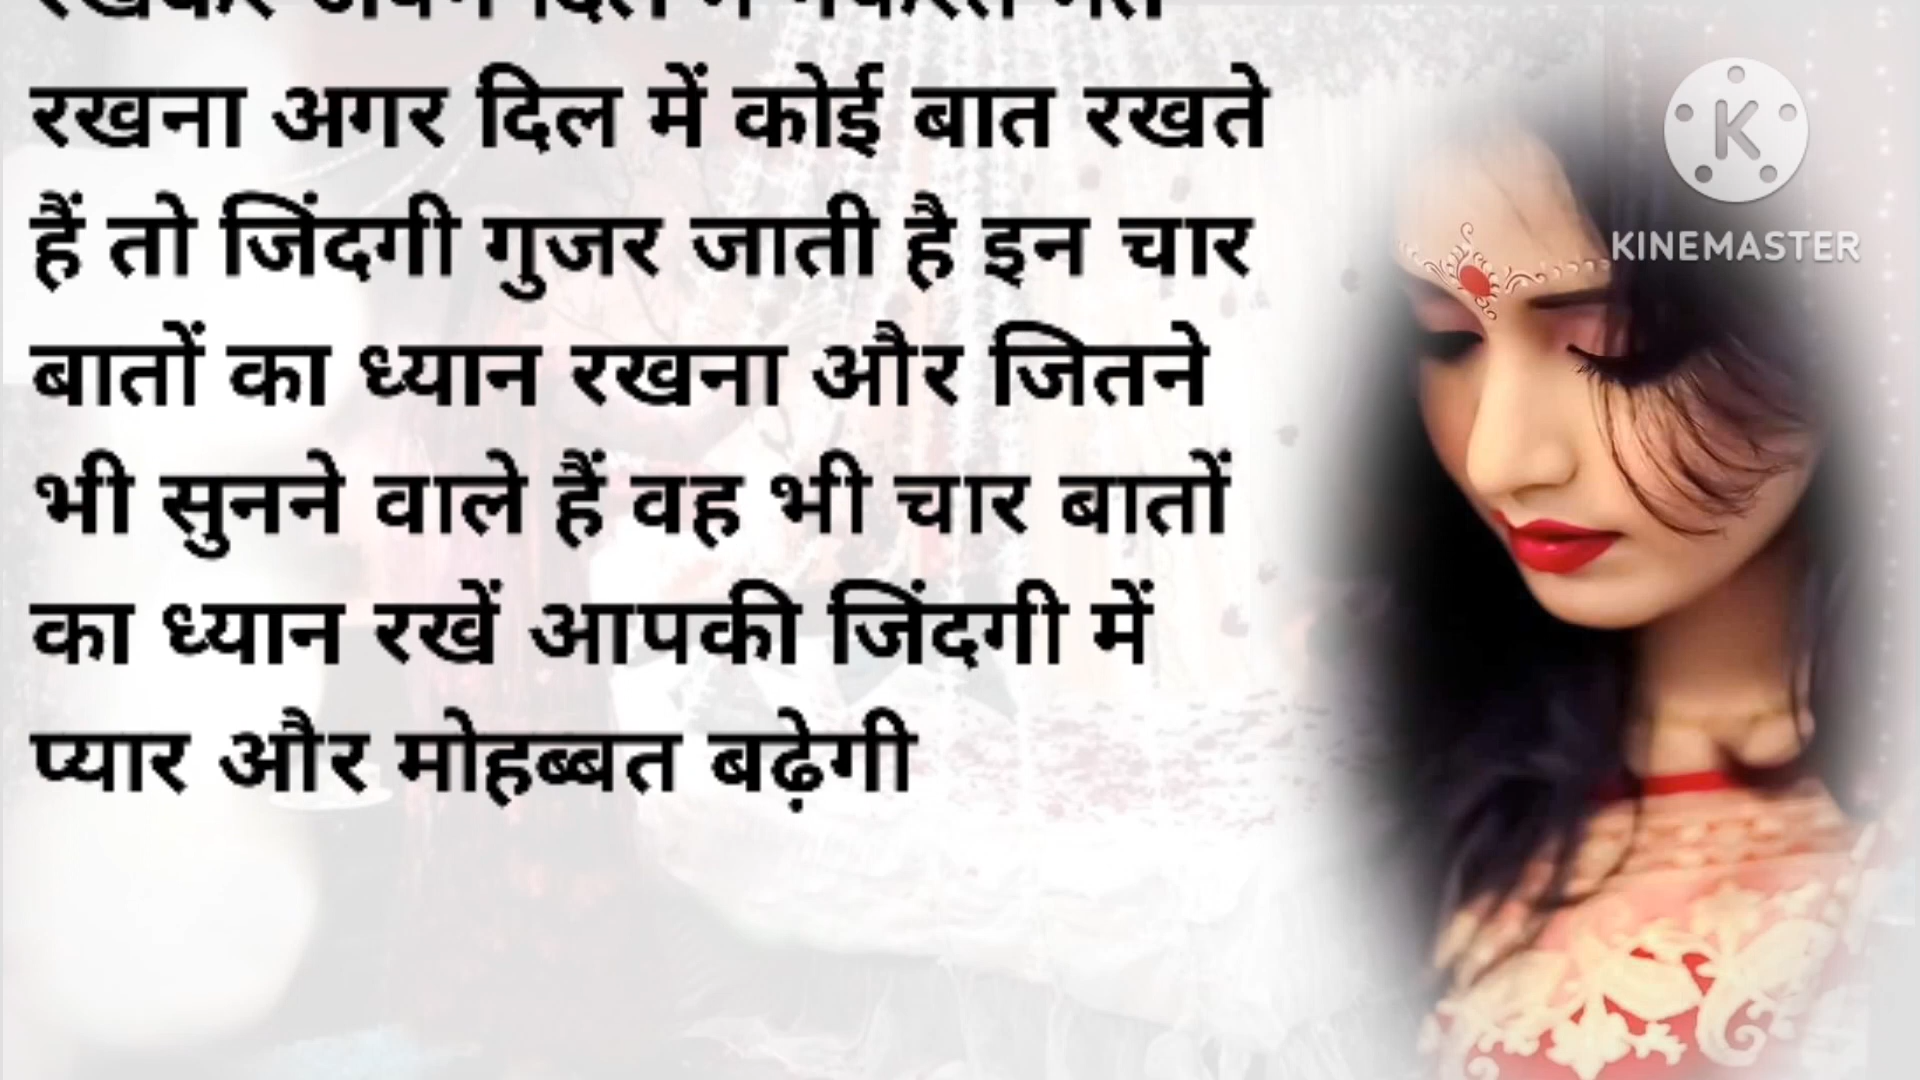 रखना अगर दिल में कोई बात रखते
हैं तो जिंदगी गुजर जाती है इन चार
बातों का ध्यान रखना और जितने
भी सुनने वाले हैं वह भी चार बातों
का ध्यान रखें आपकी जिंदगी में
प्यार और मोहब्बत बढ़ेगी
K
KINEMASTER